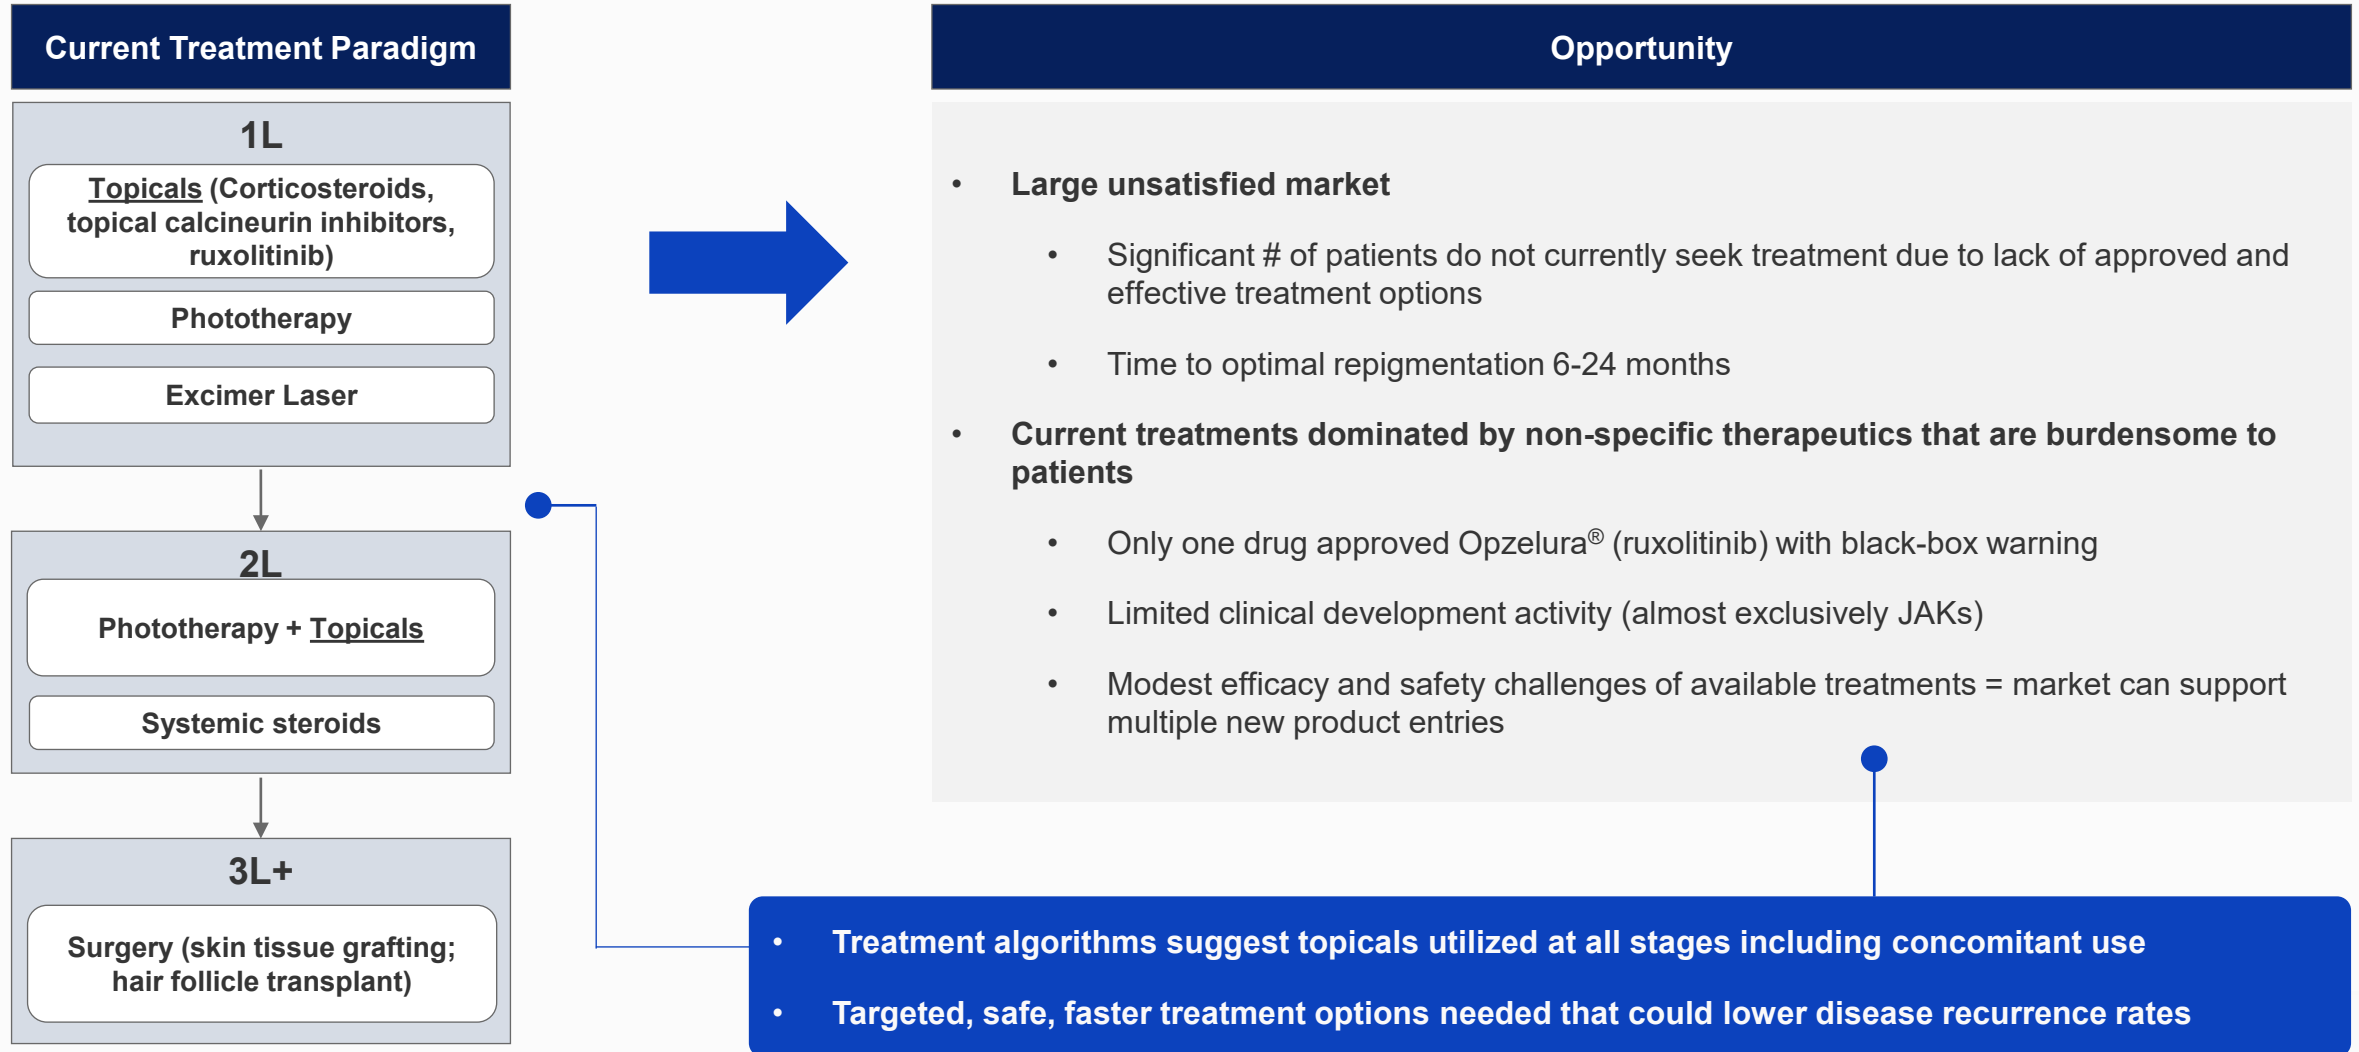 Current Treatment Paradigm
1L
Topicals (Corticosteroids,
topical calcineurin inhibitors,
ruxolitinib)
Phototherapy
Excimer Laser
2L
Phototherapy + Topicals
Systemic steroids
3L+
Surgery (skin tissue grafting;
hair follicle transplant)
Opportunity
• Large unsatisfied market
• Significant # of patients do not currently seek treatment due to lack of approved and
effective treatment options
• Time to optimal repigmentation 6-24 months
• Current treatments dominated by non-specific therapeutics that are burdensome to
patients
• Only one drug approved Opzelura® (ruxolitinib) with black-box warning
• Limited clinical development activity (almost exclusively JAKs)
• Modest efficacy and safety challenges of available treatments = market can support
multiple new product entries
• Treatment algorithms suggest topicals utilized at all stages including concomitant use
• Targeted, safe, faster treatment options needed that could lower disease recurrence rates